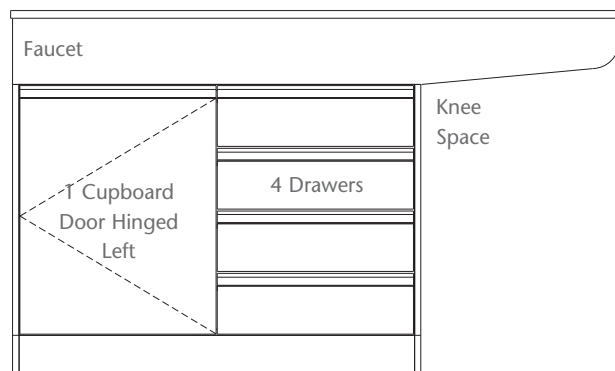 Faucet
Knee
Space
1 Cupboard
Door Hinged
Left
4 Drawers